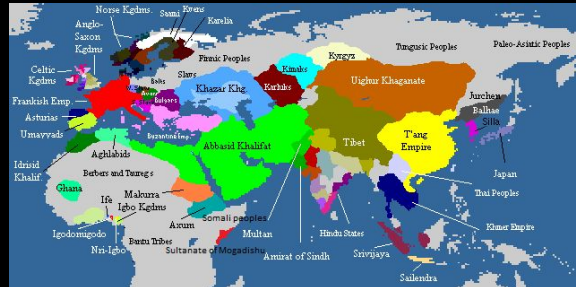 Norse Kgdms.
Saami
Kvens
Karelia
Anglo-
Saxon
Kgdms
Celtic
Kgdms
Frankish Emp.
Asturias
Umayyads
Idrisid
Khalif
Aghlabids
Balts
Slavs
Avars
Bulgars
Byzantine Emp.
Finnic Peoples
Khazar Khg.
Kimaks
Karluks
Kyrgyz
Tungusic Peoples
Paleo-Asiatic Peoples
Uighur Khaganate
Jurchen
Balhae
Silla
Japan
T'ang
Empire
Tibet
Abbasid Khalifat
Berbers and Tuaregs
Ghana
Ife
Igbo Kgdms
Igodomigodo
Nri-Igbo
Makurra
Axum
Somali peoples
Bantu Tribes
Sultanate of Mogadishu
Multan
Amirat of Sindh
Hindu States
Thai Peoples
Khmer Empire
Srivijaya
Sailendra